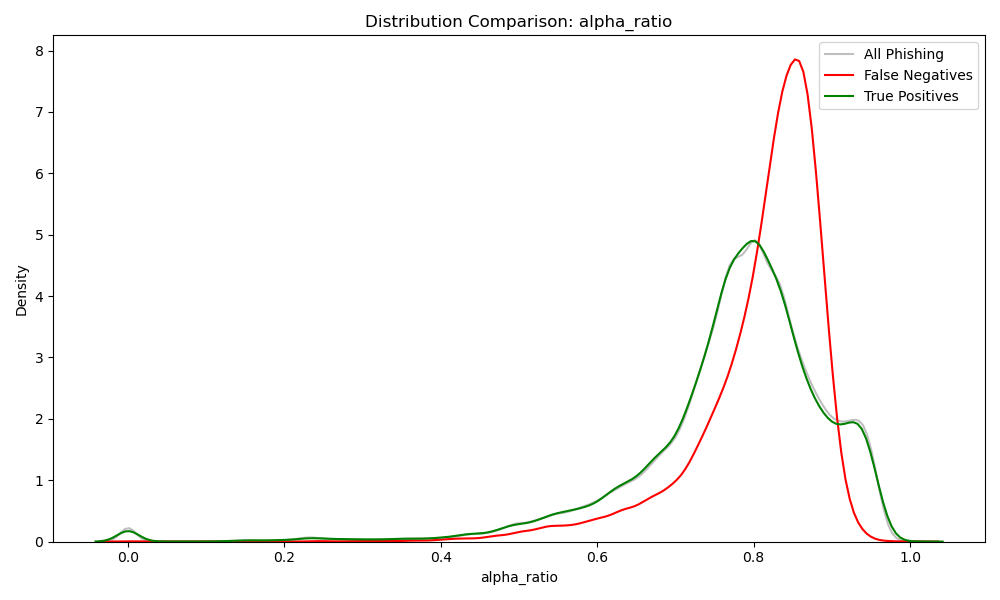 Distribution Comparison: alpha_ratio
All Phishing
False Negatives
True Positives
8
7
6
5
4
3
2
1
0
Density
0.0 0.2 0.4 0.6 0.8 1.0
alpha_ratio